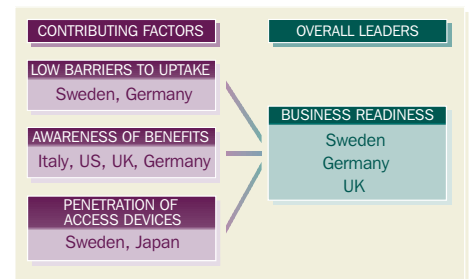 CONTRIBUTING FACTORS
OVERALL LEADERS
LOW BARRIERS TO UPTAKE
Sweden, Germany
AWARENESS OF BENEFITS
Italy, US, UK, Germany
PENETRATION OF
ACCESS DEVICES
Sweden, Japan
BUSINESS READINESS
Sweden
Germany
UK